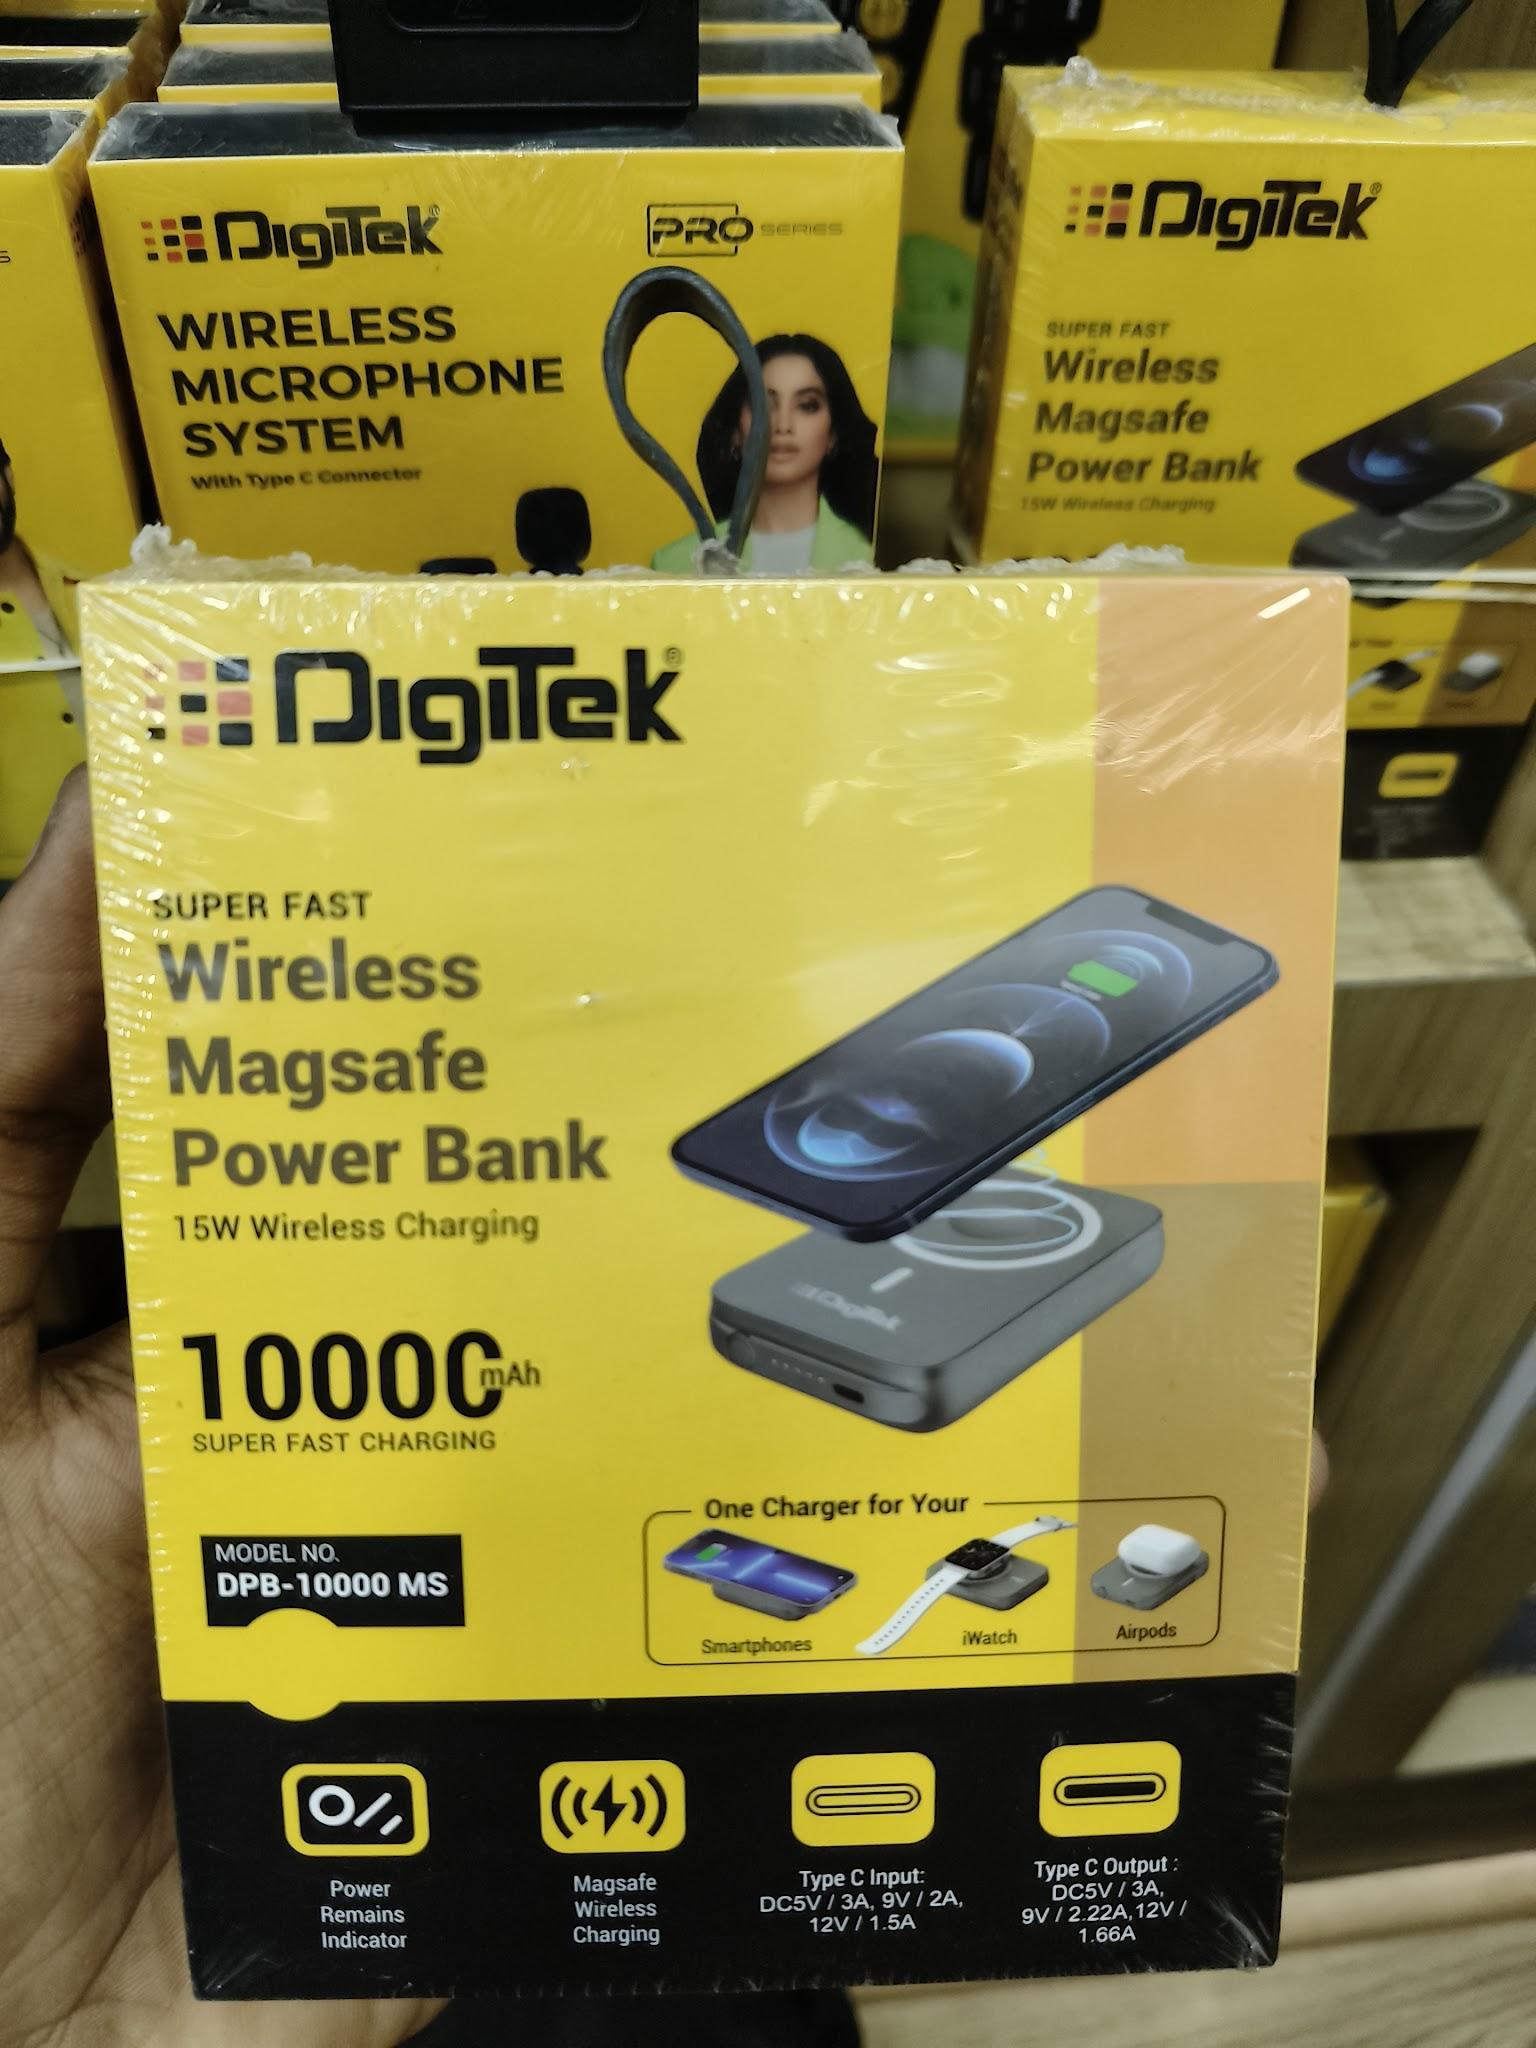 DigiTek®
PRO SERIES
WIRELESS
MICROPHONE
SYSTEM
With Type C Connector
DigiTek®
SUPER FAST
Wireless
Magsafe
Power Bank
15W Wireless Charging
DigiTek®
SUPER FAST
Wireless
Magsafe
Power Bank
15W Wireless Charging
DigiTek
10000 mAh
SUPER FAST CHARGING
MODEL NO.
DPB-10000 MS
One Charger for Your
Smartphones
iWatch
Airpods
Power
Remains
Indicator
Magsafe
Wireless
Charging
Type C Input:
DC5V / 3A, 9V / 2A,
12V / 1.5A
Type C Output :
DC5V / 3A,
9V / 2.22A,12V /
1.66A